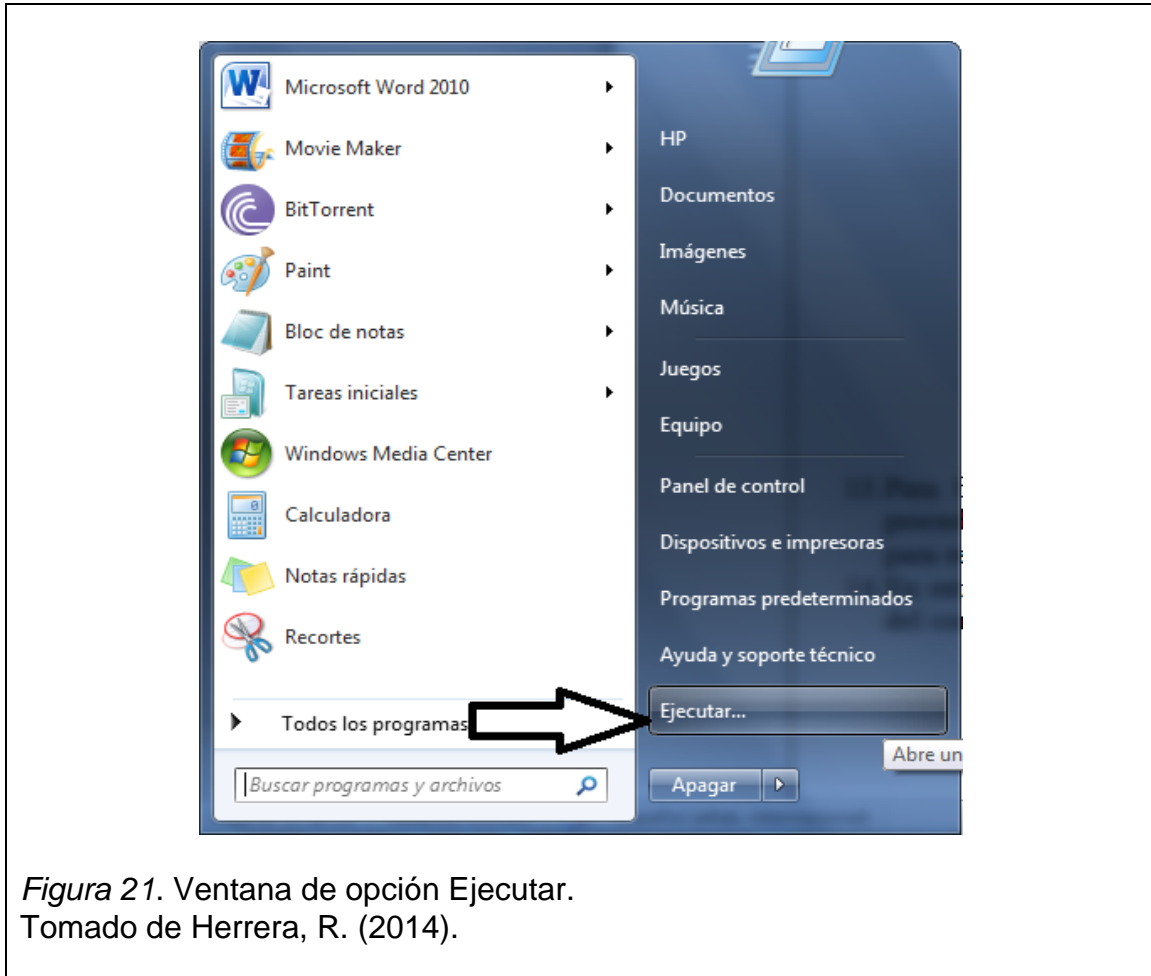 Microsoft Word 2010
Movie Maker
BitTorrent
Paint
Bloc de notas
Tareas iniciales
Windows Media Center
Calculadora
Notas rápidas
Recortes
Todos los programas
Buscar programas y archivos
HP
Documentos
Imágenes
Música
Juegos
Equipo
Panel de control
Dispositivos e impresoras
Programas predeterminados
Ayuda y soporte técnico
Ejecutar...
Abre un
Apagar
Figura 21. Ventana de opción Ejecutar.
Tomado de Herrera, R. (2014).